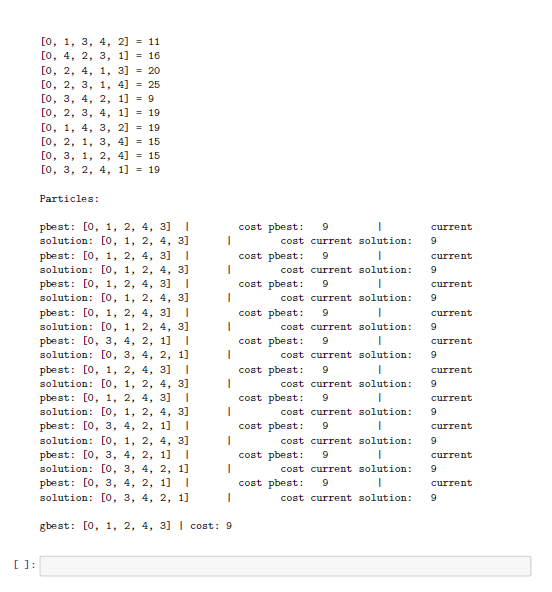 [0, 1, 3, 4, 2] = 11
[0, 4, 2, 3, 1] = 16
[0, 2, 4, 1, 3] = 20
[0, 2, 3, 1, 4] = 25
[0, 3, 4, 2, 1] = 9
[0, 2, 3, 4, 1] = 19
[0, 1, 4, 3, 2] = 19
[0, 2, 1, 3, 4] = 15
[0, 3, 1, 2, 4] = 15
[0, 3, 2, 4, 1] = 19
Particles:
pbest: [0, 1, 2, 4, 3] | cost pbest: 9 | current
solution: [0, 1, 2, 4, 3] | cost current solution: 9
pbest: [0, 1, 2, 4, 3] | cost pbest: 9 | current
solution: [0, 1, 2, 4, 3] | cost current solution: 9
pbest: [0, 1, 2, 4, 3] | cost pbest: 9 | current
solution: [0, 1, 2, 4, 3] | cost current solution: 9
pbest: [0, 1, 2, 4, 3] | cost pbest: 9 | current
solution: [0, 1, 2, 4, 3] | cost current solution: 9
pbest: [0, 3, 4, 2, 1] | cost pbest: 9 | current
solution: [0, 3, 4, 2, 1] | cost current solution: 9
pbest: [0, 1, 2, 4, 3] | cost pbest: 9 | current
solution: [0, 1, 2, 4, 3] | cost current solution: 9
pbest: [0, 1, 2, 4, 3] | cost pbest: 9 | current
solution: [0, 1, 2, 4, 3] | cost current solution: 9
pbest: [0, 3, 4, 2, 1] | cost pbest: 9 | current
solution: [0, 1, 2, 4, 3] | cost current solution: 9
pbest: [0, 3, 4, 2, 1] | cost pbest: 9 | current
solution: [0, 3, 4, 2, 1] | cost current solution: 9
pbest: [0, 3, 4, 2, 1] | cost pbest: 9 | current
solution: [0, 3, 4, 2, 1] | cost current solution: 9
gbest: [0, 1, 2, 4, 3] | cost: 9
[ ]: